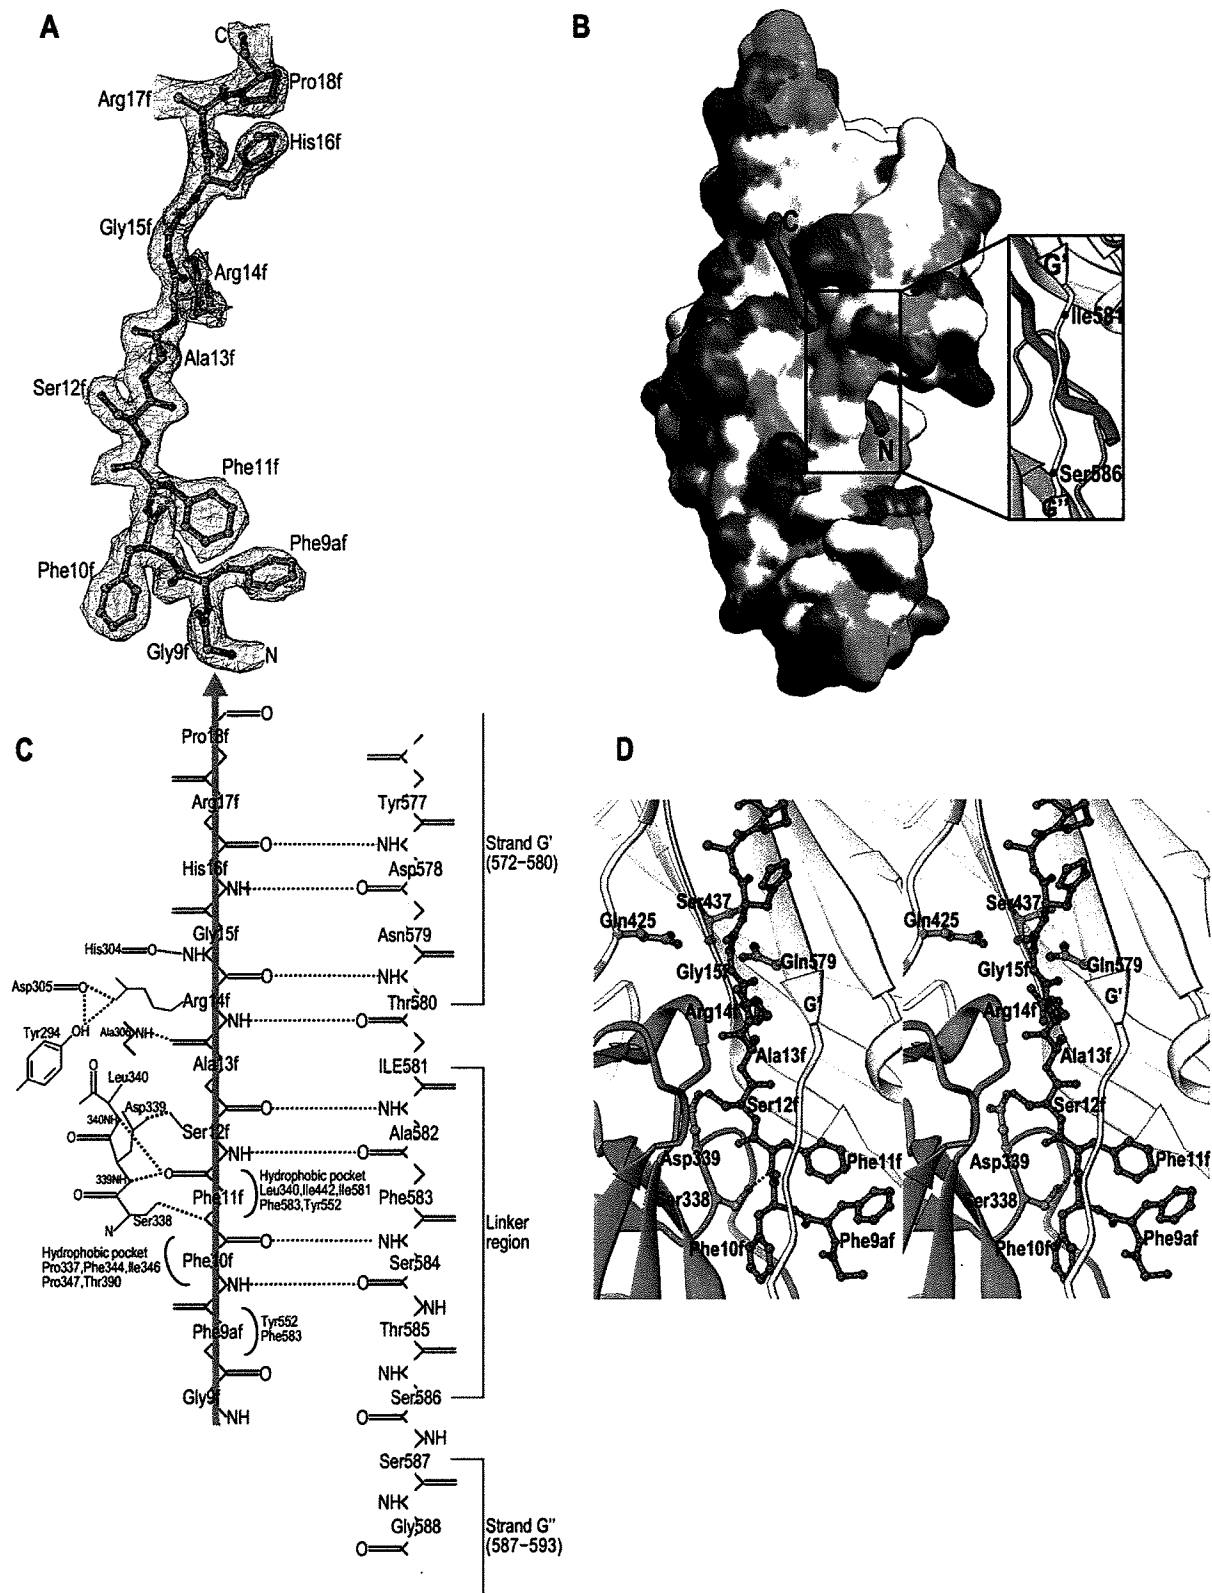 A
C
Pro18f
Arg17f
His16f
Gly15f
Arg14f
Ala13f
Ser12f
Phe11f
Phe9af
Phe10f
Gly9f
N
B
C
N
G'
Ile581
Ser586
G''
C
Pro18f
Arg17f
His16f
Gly15f
Arg14f
Ala13f
Ser12f
Phe11f
Phe10f
Phe9af
Gly9f
O
O
NH
NH
O
NH
O
NH
O
NH
O
NH
His304 O
Asp305 O
OH
Tyr294
NH
Leu340
O
340NH
Asp339
O
339NH
O
O
N
Ser338
Hydrophobic pocket
Leu340,Ile442,Ile581
Phe583,Tyr552
Hydrophobic pocket
Pro337,Phe344,Ile346
Pro347,Thr390
Tyr552
Phe583
Tyr577
NH
Asp578
O
Asn579
NH
Thr580
O
ILE581
NH
Ala582
O
Phe583
NH
Ser584
O
NH
Thr585
NH
Ser586
O
NH
Ser587
NH
Gly588
O
Strand G'
(572-580)
Linker
region
Strand G''
(587-593)
D
Ser437
Gln425
Gly15f
Gln579
G'
Arg14f
Ala13f
Ser12f
Asp339
Phe11f
Ser338
Phe10f
Phe9af
Ser437
Gln425
Gly15f
Gln579
G'
Arg14f
Ala13f
Ser12f
Asp339
Phe11f
Ser338
Phe10f
Phe9af